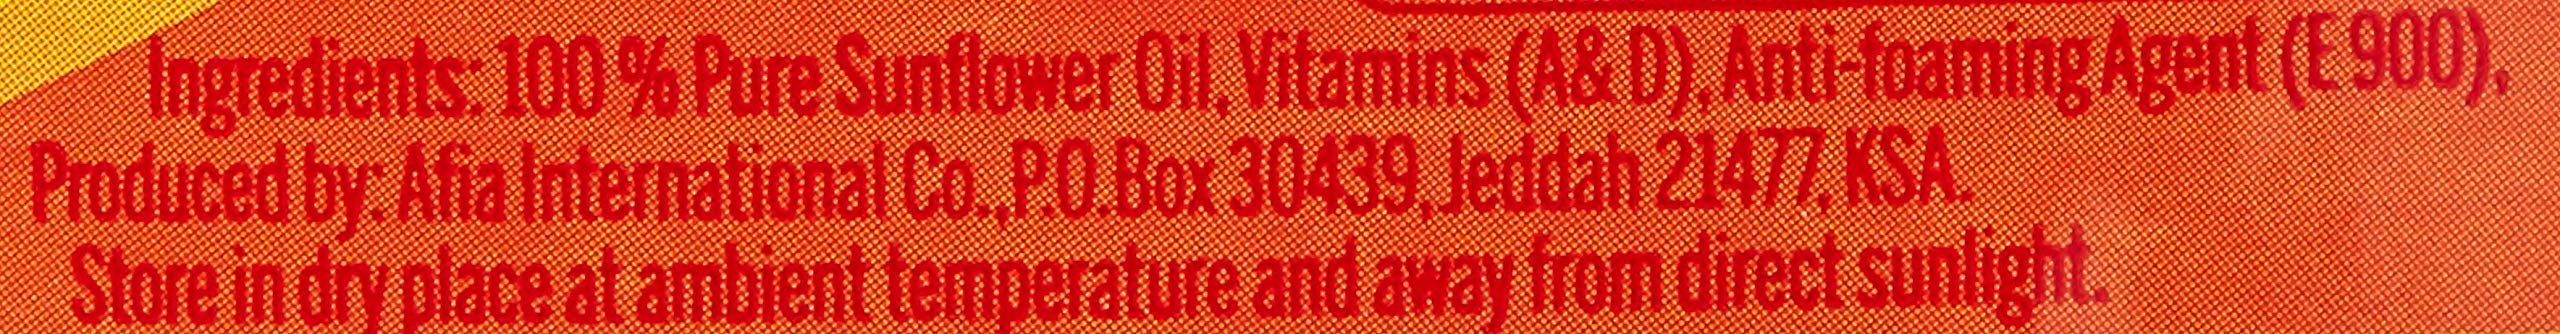 Ingredients: 100 % Pure Sunflower Oil, Vitamins (A& D), Anti-foaming Agent (E 900),
Produced by: Afia International Co., P.O.Box 30439, Jeddah 21477, KSA.
Store in dry place at ambient temperature and away from direct sunlight.